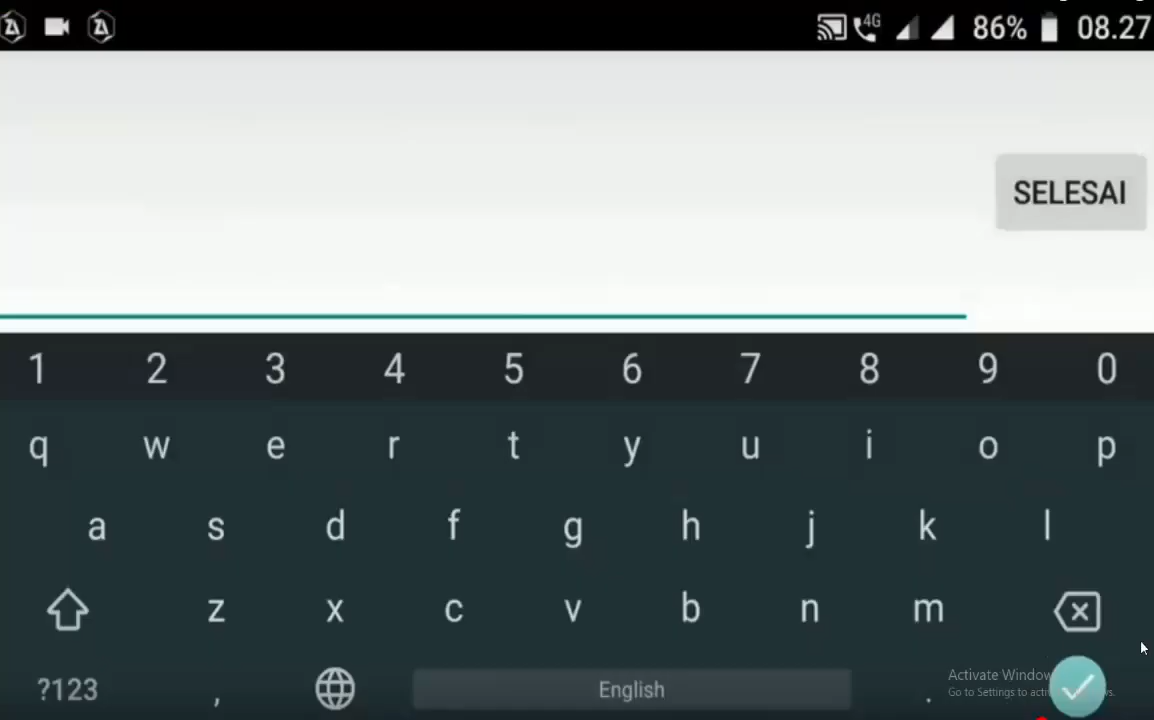 4G 86% 08.27
SELESAI
1 2 3 4 5 6 7 8 9 0
q w e r t y u i o p
a s d f g h j k l
z x c v b n m
?123 , English .
Activate Window
Go to Settings to acti